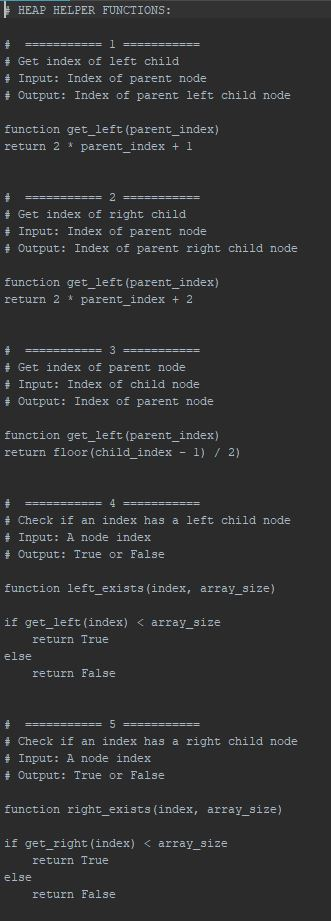 # HEAP HELPER FUNCTIONS:
# =========== 1 ===========
# Get index of left child
# Input: Index of parent node
# Output: Index of parent left child node
function get_left(parent_index)
return 2 * parent_index + 1
# =========== 2 ===========
# Get index of right child
# Input: Index of parent node
# Output: Index of parent right child node
function get_left(parent_index)
return 2 * parent_index + 2
# =========== 3 ===========
# Get index of parent node
# Input: Index of child node
# Output: Index of parent node
function get_left(parent_index)
return floor(child_index - 1) / 2)
# =========== 4 ===========
# Check if an index has a left child node
# Input: A node index
# Output: True or False
function left_exists(index, array_size)
if get_left(index) < array_size
    return True
else
    return False
# =========== 5 ===========
# Check if an index has a right child node
# Input: A node index
# Output: True or False
function right_exists(index, array_size)
if get_right(index) < array_size
    return True
else
    return False